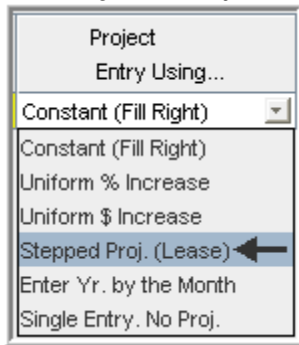 Project
Entry Using...
Constant (Fill Right)
Constant (Fill Right)
Uniform % Increase
Uniform $ Increase
Stepped Proj. (Lease)
Enter Yr. by the Month
Single Entry. No Proj.